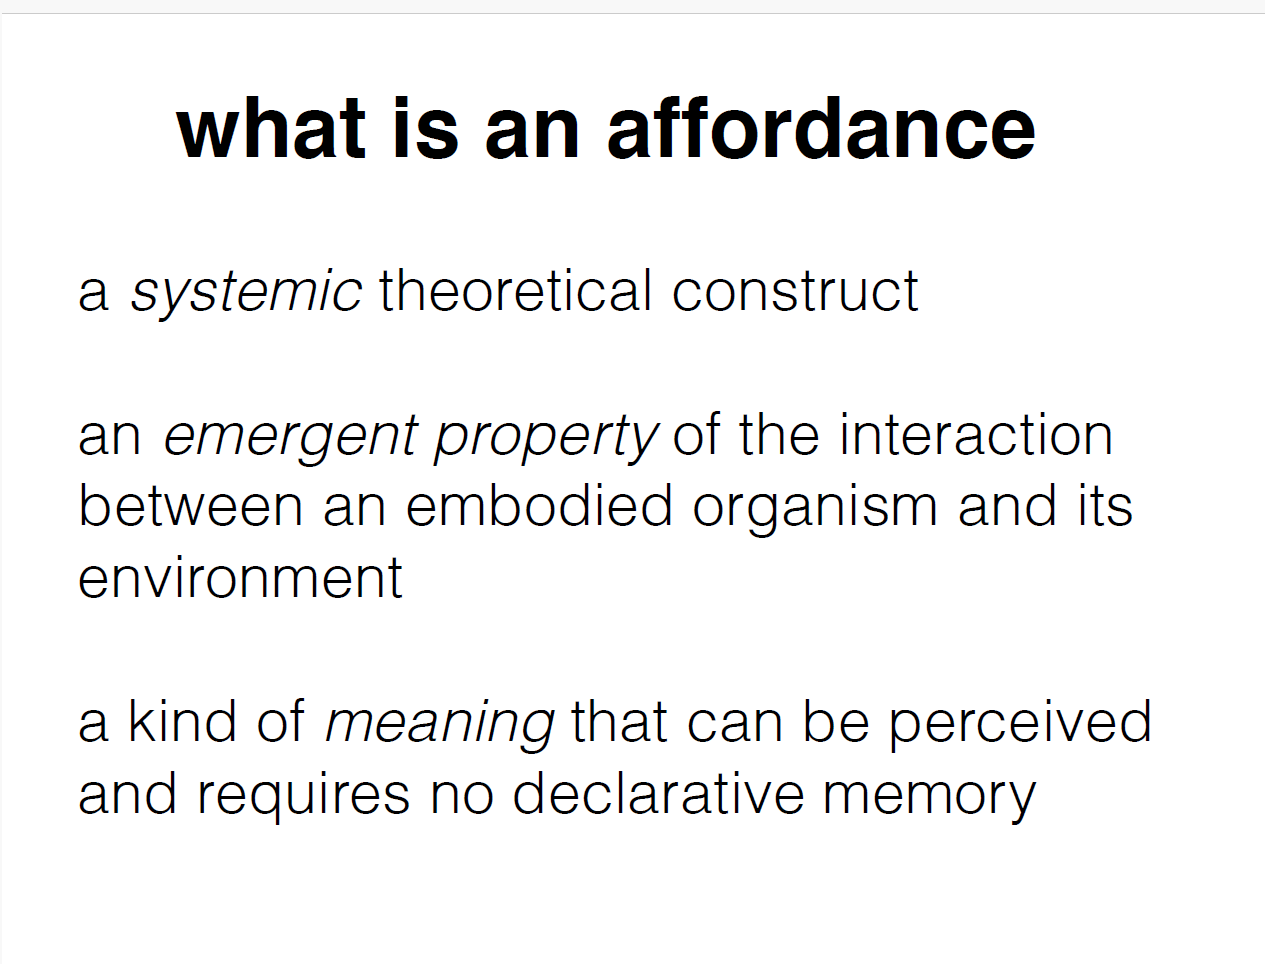 what is an affordance
a systemic theoretical construct
an emergent property of the interaction
between an embodied organism and its
environment
a kind of meaning that can be perceived
and requires no declarative memory